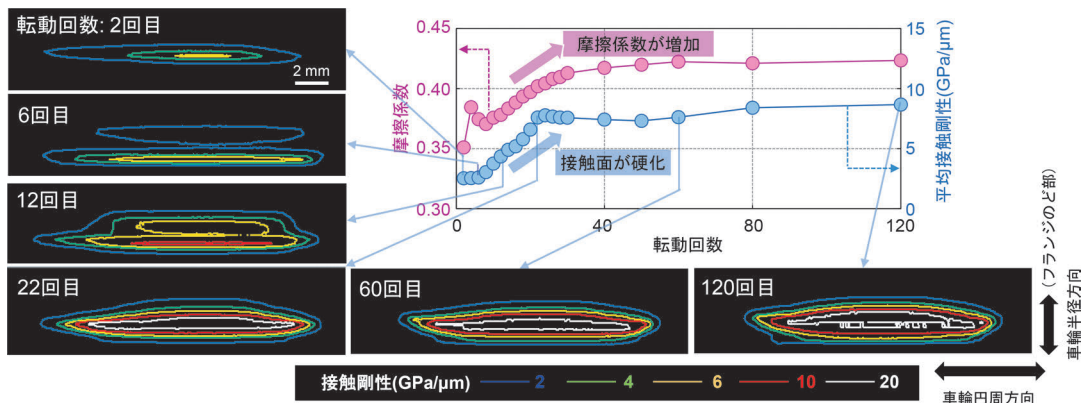 転動回数: 2回目
2 mm
6回目
12回目
22回目
60回目
120回目
0.45
0.40
0.35
0.30
摩擦係数
摩擦係数が増加
接触面が硬化
15
10
5
0
平均接触剛性(GPa/μm)
0
20
40
60
80
100
120
転動回数
接触剛性(GPa/μm)
2
4
6
10
20
車輪半径方向
(フランジのど部)
車輪円周方向